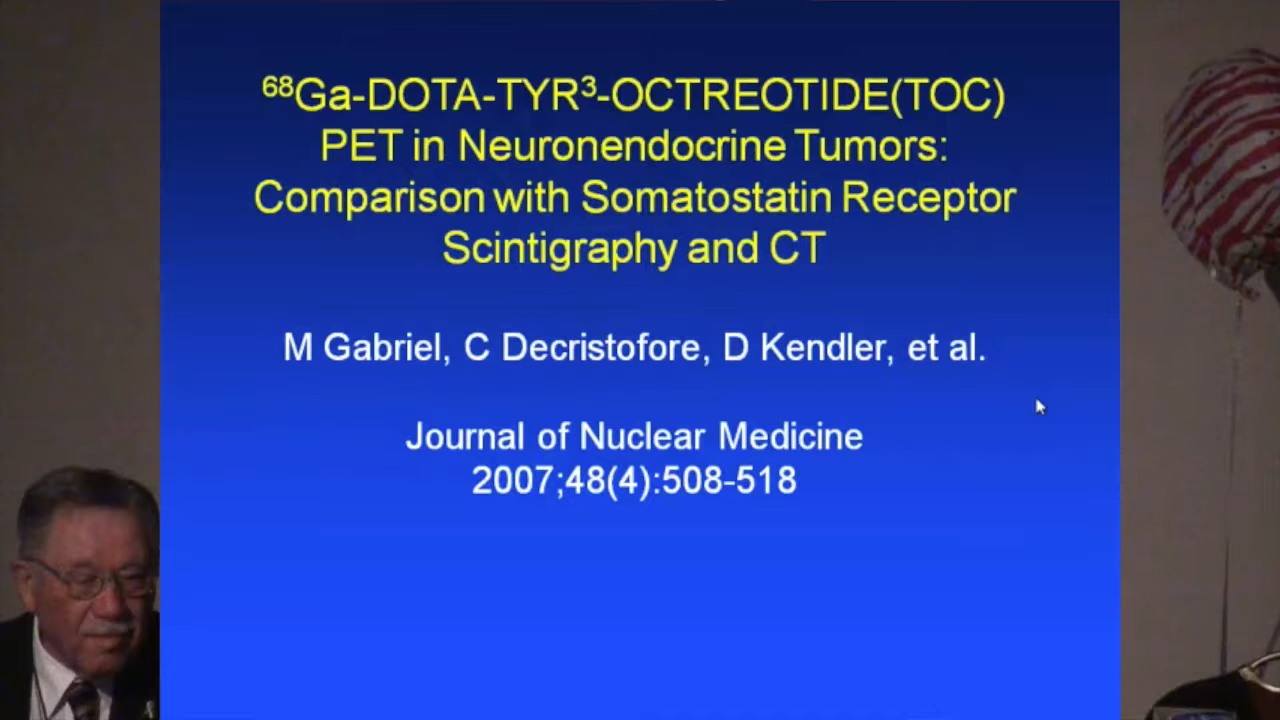 ⁶⁸Ga-DOTA-TYR³-OCTREOTIDE(TOC)
PET in Neuronendocrine Tumors:
Comparison with Somatostatin Receptor
Scintigraphy and CT
M Gabriel, C Decristofore, D Kendler, et al.
Journal of Nuclear Medicine
2007;48(4):508-518